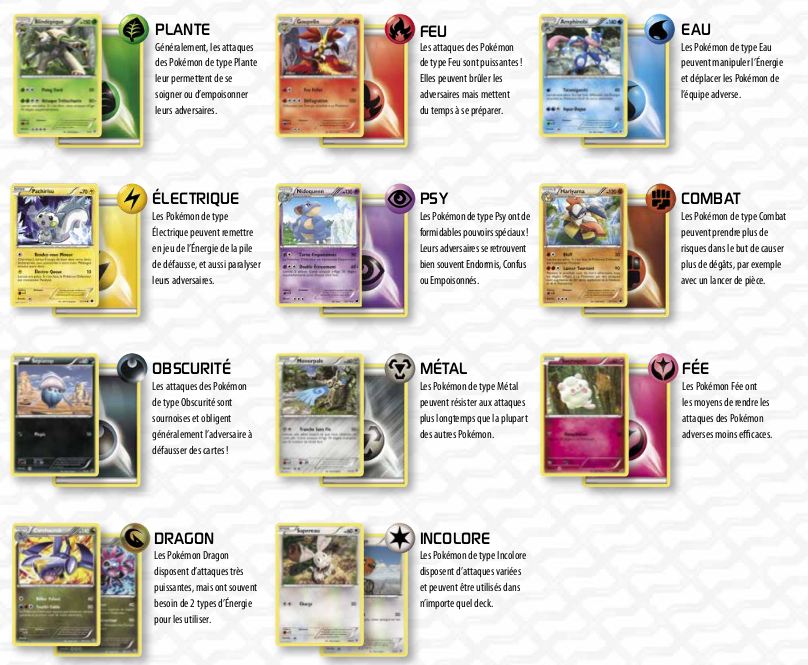 Blindépique
PLANTE
Généralement, les attaques
des Pokémon de type Plante
leur permettent de se
soigner ou d'empoisonner
leurs adversaires.
Goupelin
FEU
Les attaques des Pokémon
de type Feu sont puissantes !
Elles peuvent brûler les
adversaires mais mettent
du temps à se préparer.
Amphinobi
EAU
Les Pokémon de type Eau
peuvent manipuler l'Énergie
et déplacer les Pokémon de
l'équipe adverse.
Pachirisu
ÉLECTRIQUE
Les Pokémon de type
Électrique peuvent remettre
en jeu de l'Énergie de la pile
de défausse, et aussi paralyser
leurs adversaires.
Nidoqueen
PSY
Les Pokémon de type Psy ont de
formidables pouvoirs spéciaux !
Leurs adversaires se retrouvent
bien souvent Endormis, Confus
ou Empoisonnés.
Hariyama
COMBAT
Les Pokémon de type Combat
peuvent prendre plus de
risques dans le but de causer
plus de dégâts, par exemple
avec un lancer de pièce.
OBSCURITÉ
Les attaques des Pokémon
de type Obscurité sont
sournoises et obligent
généralement l'adversaire à
défausser des cartes !
MÉTAL
Les Pokémon de type Métal
peuvent résister aux attaques
plus longtemps que la plupart
des autres Pokémon.
FÉE
Les Pokémon Fée ont
les moyens de rendre les
attaques des Pokémon
adverses moins efficaces.
DRAGON
Les Pokémon Dragon
disposent d'attaques très
puissantes, mais ont souvent
besoin de 2 types d'Énergie
pour les utiliser.
Sapereau
Charge
INCOLORE
Les Pokémon de type Incolore
disposent d'attaques variées
et peuvent être utilisés dans
n'importe quel deck.